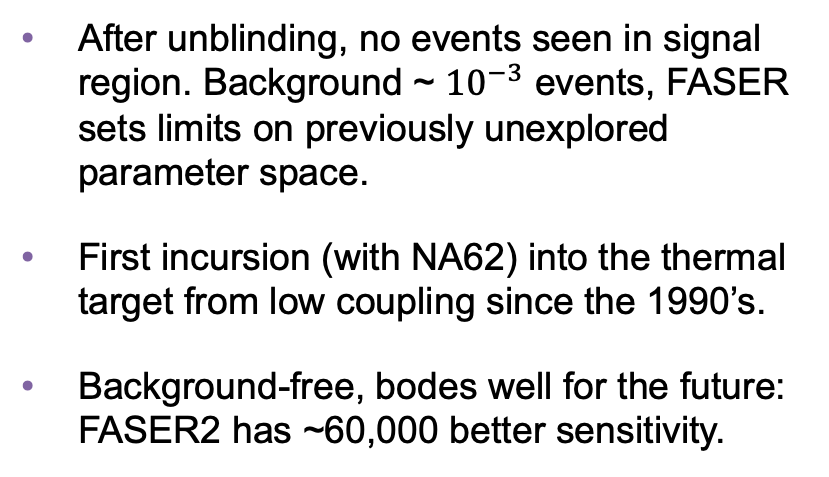 • After unblinding, no events seen in signal
region. Background ~ 10⁻³ events, FASER
sets limits on previously unexplored
parameter space.
• First incursion (with NA62) into the thermal
target from low coupling since the 1990’s.
• Background-free, bodes well for the future:
FASER2 has ~60,000 better sensitivity.